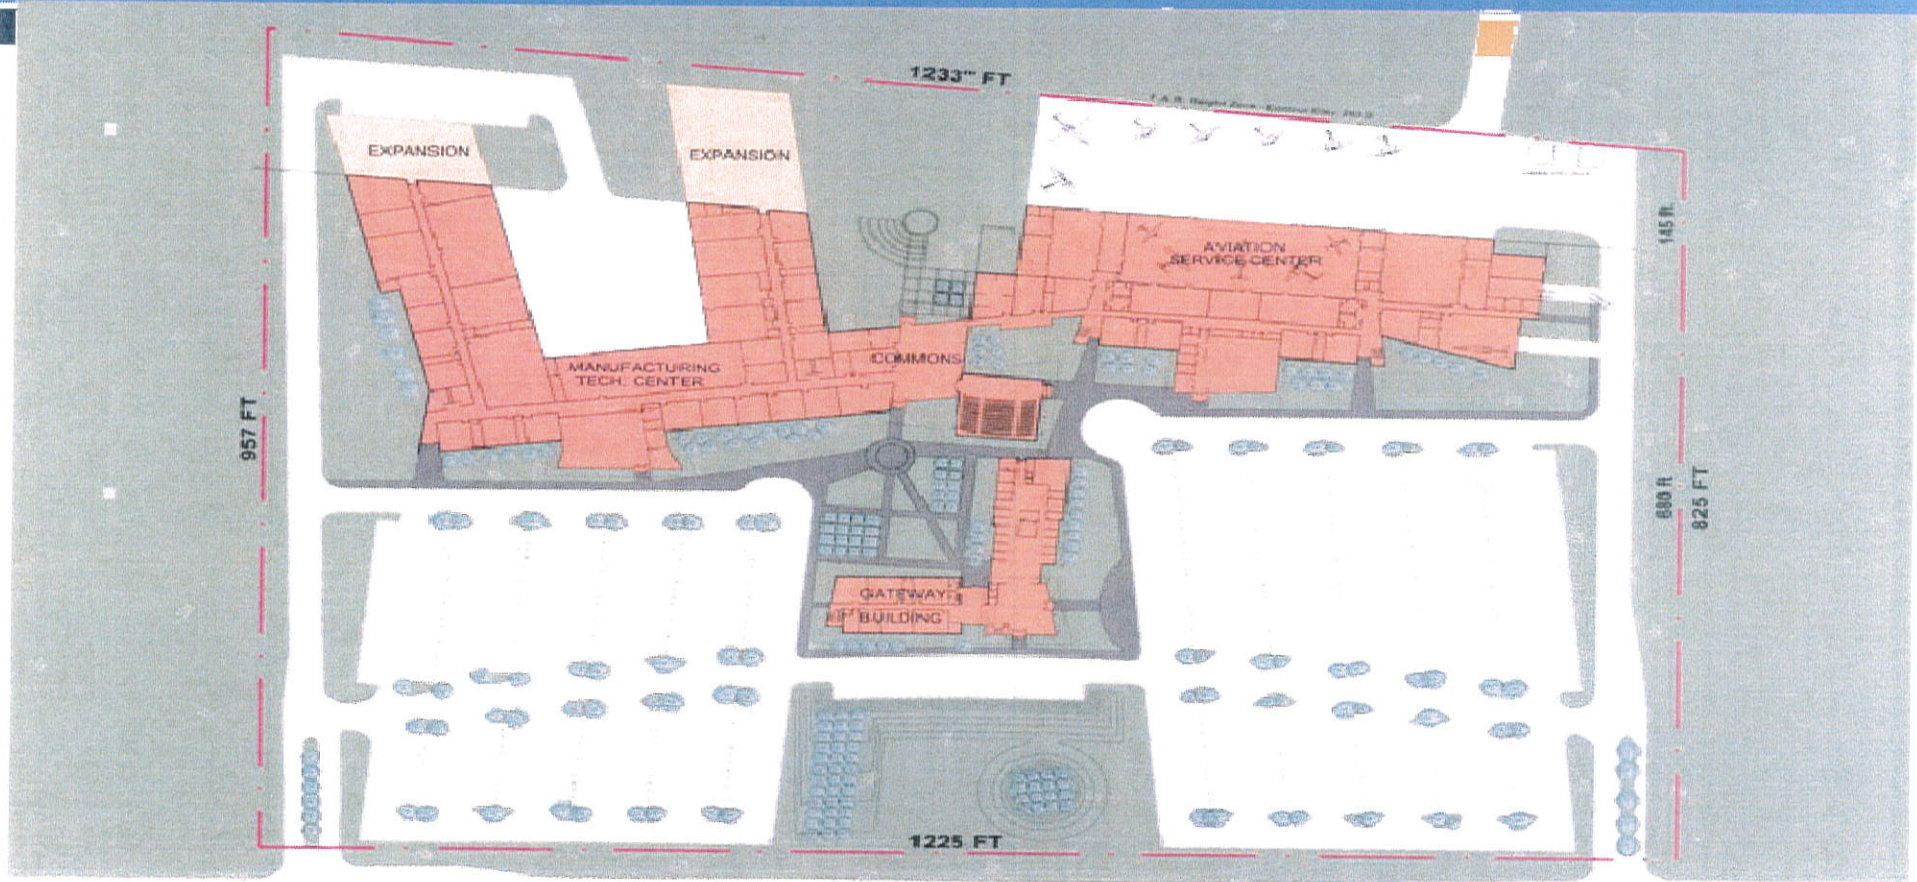 1233'" FT
EXPANSION
EXPANSION
AVIATION
SERVICE CENTER
145 ft.
MANUFACTURING
TECH. CENTER
COMMONS
957 FT
680 ft
825 FT
GATEWAY
BUILDING
1225 FT